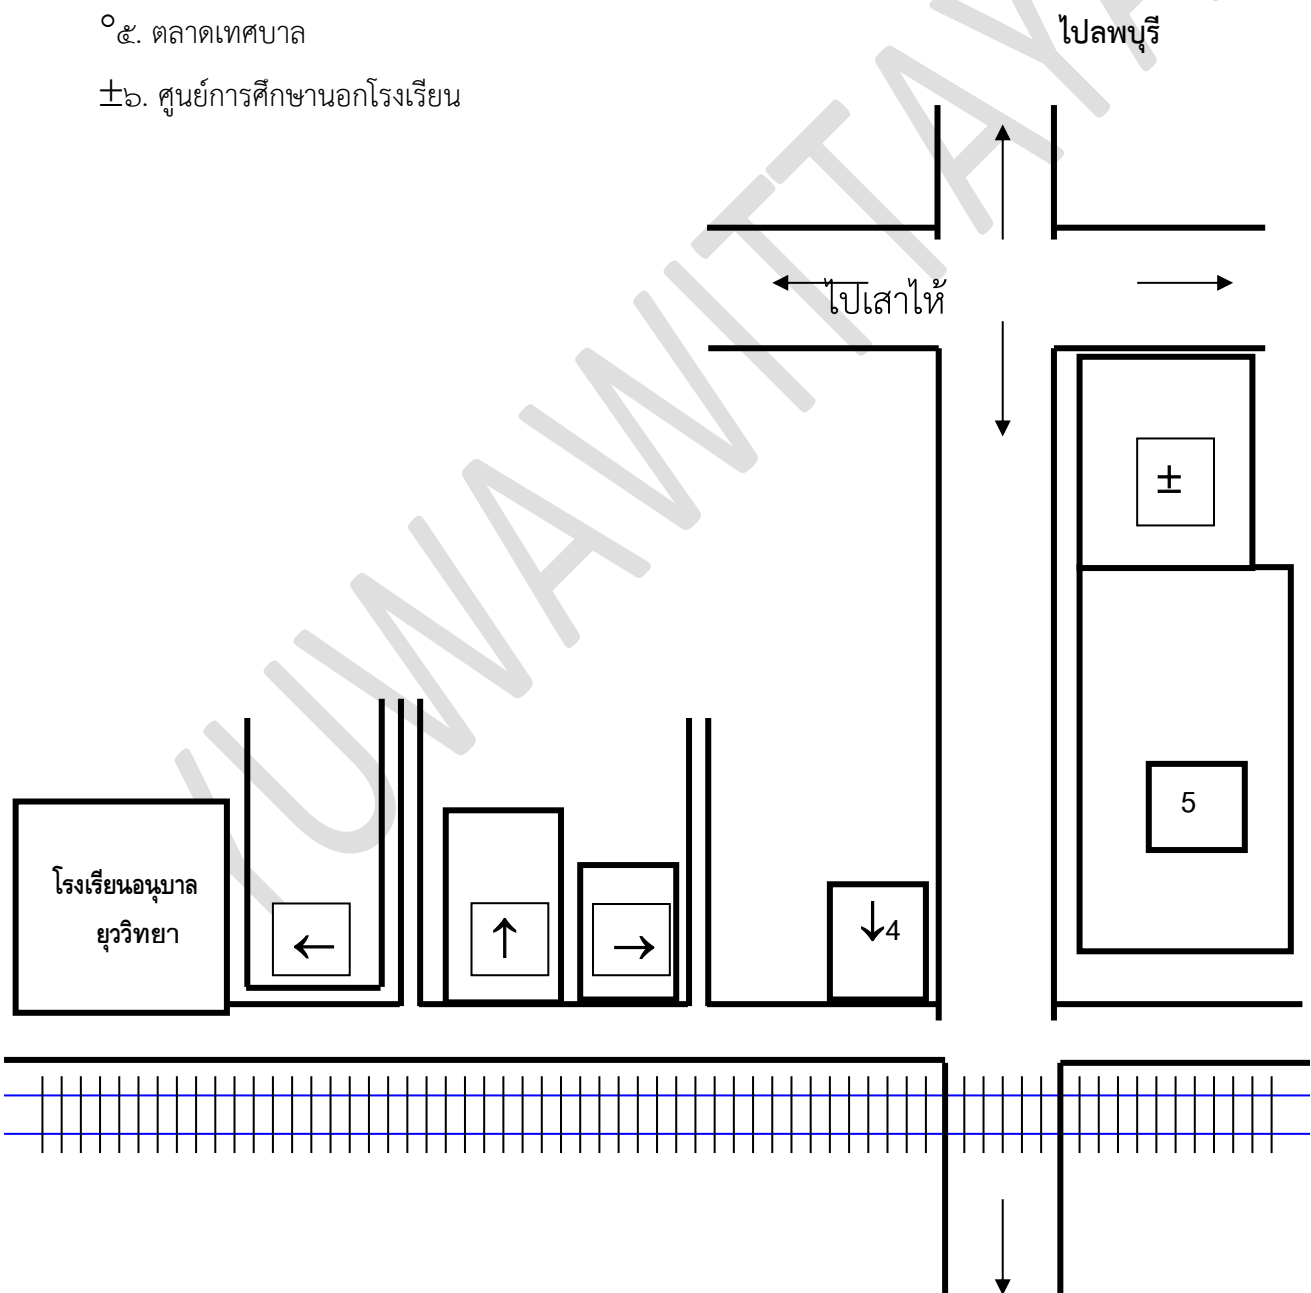 °๕. ตลาดเทศบาล
ไปลพบุรี
±๖. ศูนย์การศึกษานอกโรงเรียน
ไปเสาไห้
±
5
โรงเรียนอนุบาล
ยุววิทยา
← ↑ → ↓4
YUWAWITTAYA